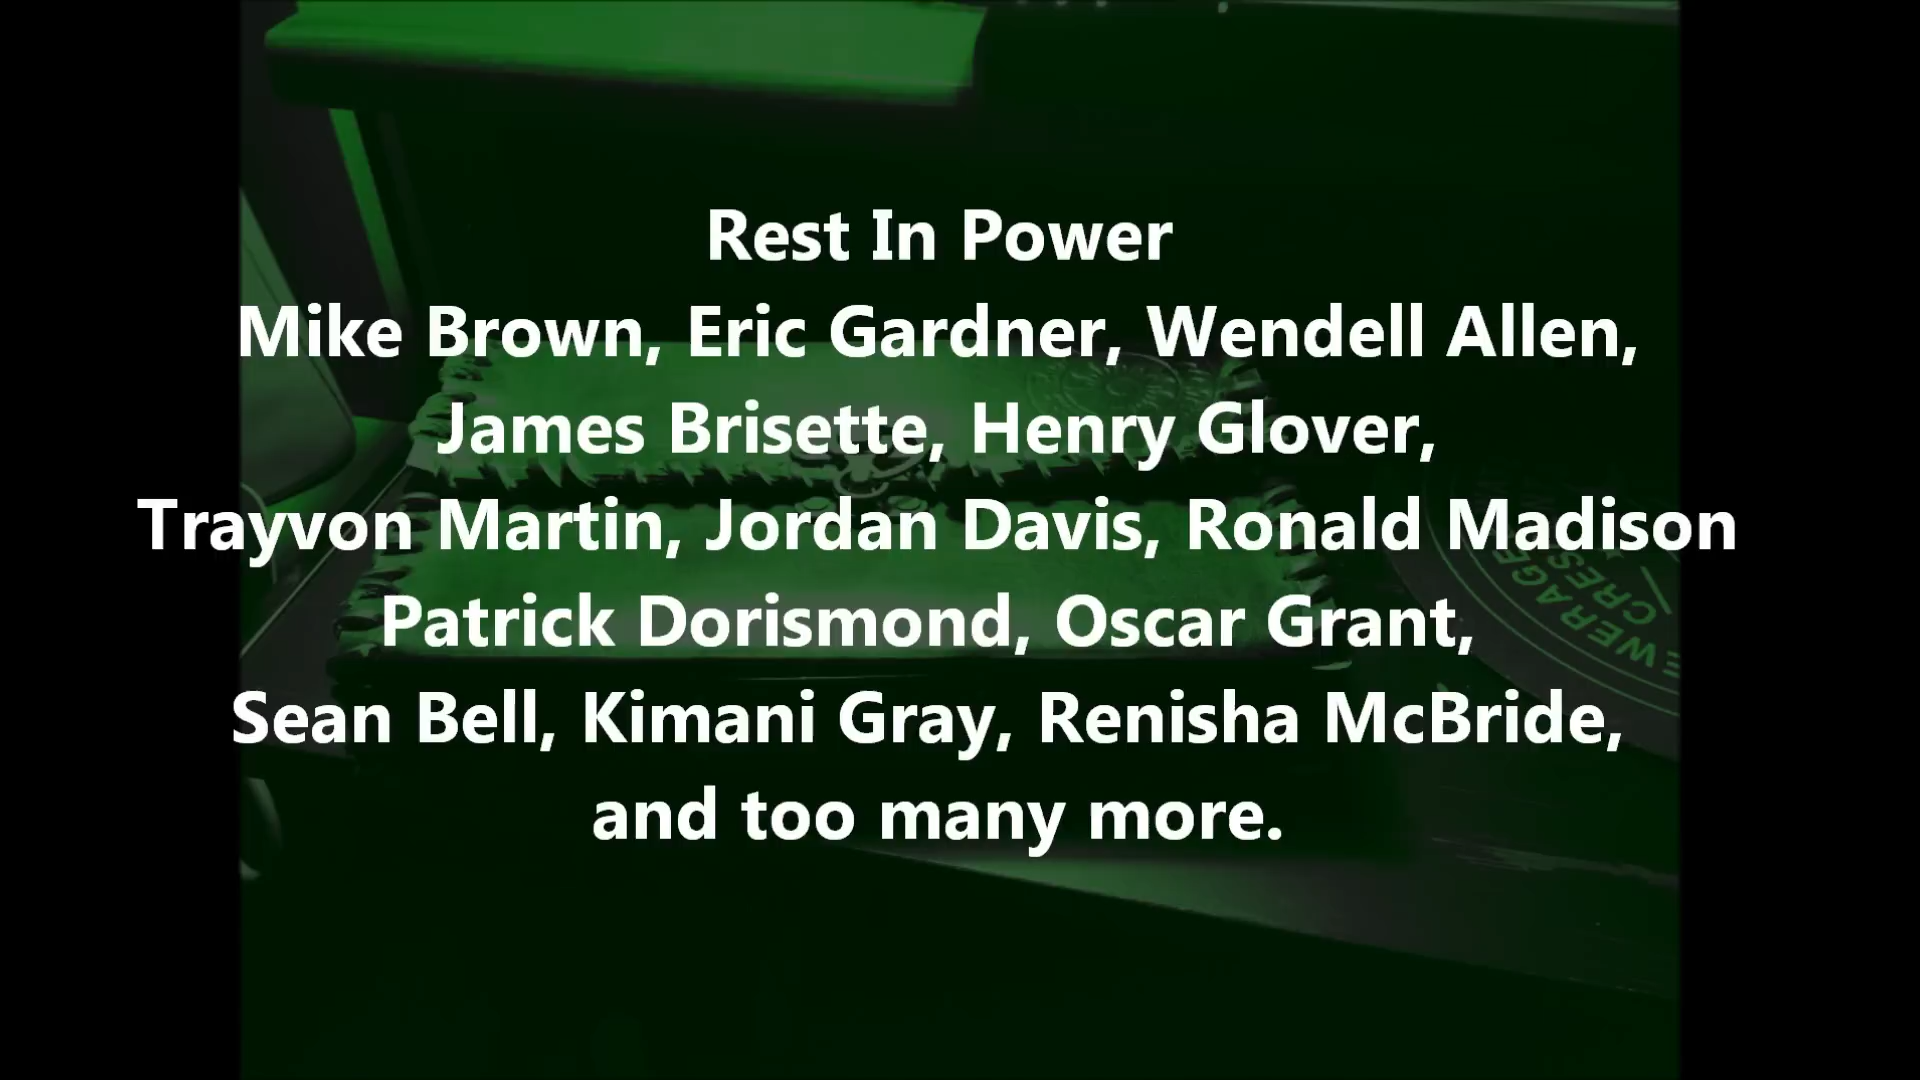 Rest In Power
Mike Brown, Eric Gardner, Wendell Allen,
James Brisette, Henry Glover,
Trayvon Martin, Jordan Davis, Ronald Madison
Patrick Dorismond, Oscar Grant,
Sean Bell, Kimani Gray, Renisha McBride,
and too many more.